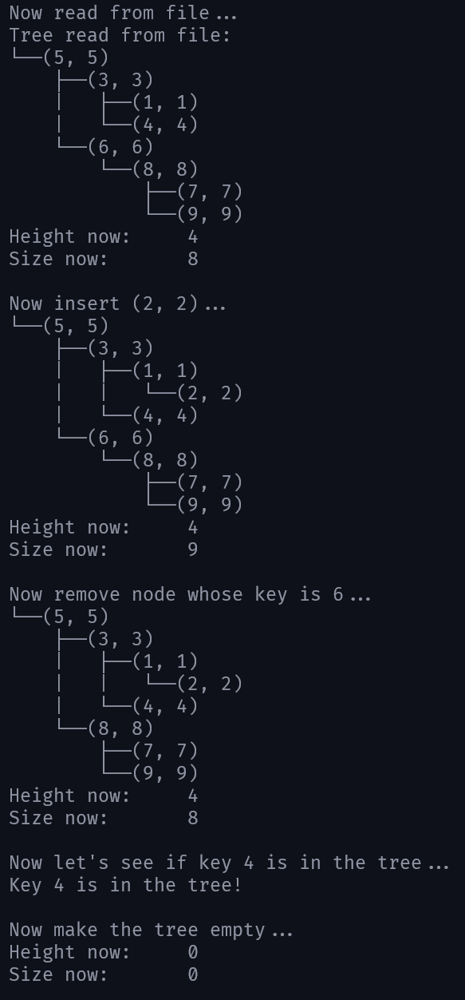 Now read from file...
Tree read from file:
└──(5, 5)
    ├──(3, 3)
    │   ├──(1, 1)
    │   └──(4, 4)
    └──(6, 6)
        └──(8, 8)
            ├──(7, 7)
            └──(9, 9)
Height now:     4
Size now:       8

Now insert (2, 2)...
└──(5, 5)
    ├──(3, 3)
    │   ├──(1, 1)
    │   │   └──(2, 2)
    │   └──(4, 4)
    └──(6, 6)
        └──(8, 8)
            ├──(7, 7)
            └──(9, 9)
Height now:     4
Size now:       9

Now remove node whose key is 6...
└──(5, 5)
    ├──(3, 3)
    │   ├──(1, 1)
    │   │   └──(2, 2)
    │   └──(4, 4)
    └──(8, 8)
        ├──(7, 7)
        └──(9, 9)
Height now:     4
Size now:       8

Now let's see if key 4 is in the tree...
Key 4 is in the tree!

Now make the tree empty...
Height now:     0
Size now:       0